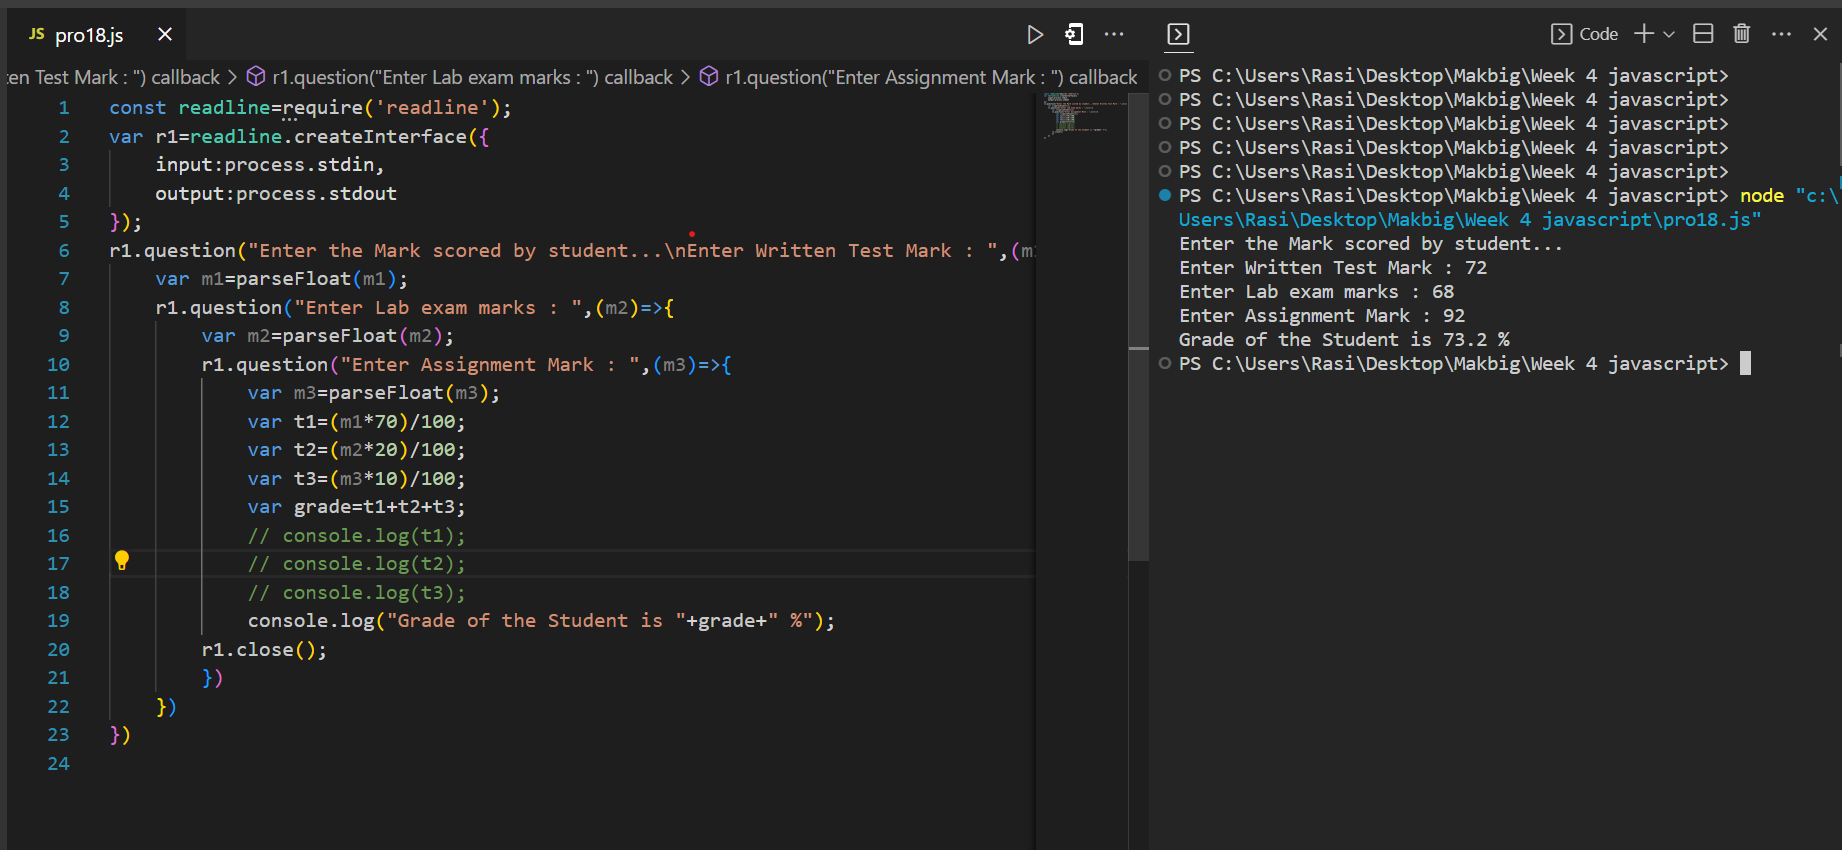 JS pro18.js
ten Test Mark : ") callback > r1.question("Enter Lab exam marks : ") callback > r1.question("Enter Assignment Mark : ") callback
1 const readline=require('readline');
2 var r1=readline.createInterface({
3 input:process.stdin,
4 output:process.stdout
5 });
6 r1.question("Enter the Mark scored by student...\nEnter Written Test Mark : ",(m
7 var m1=parseFloat(m1);
8 r1.question("Enter Lab exam marks : ",(m2)=>{
9 var m2=parseFloat(m2);
10 r1.question("Enter Assignment Mark : ",(m3)=>{
11 var m3=parseFloat(m3);
12 var t1=(m1*70)/100;
13 var t2=(m2*20)/100;
14 var t3=(m3*10)/100;
15 var grade=t1+t2+t3;
16 // console.log(t1);
17 // console.log(t2);
18 // console.log(t3);
19 console.log("Grade of the Student is "+grade+" %");
20 r1.close();
21 })
22 })
23 })
24
Code
PS C:\Users\Rasi\Desktop\Makbig\Week 4 javascript>
PS C:\Users\Rasi\Desktop\Makbig\Week 4 javascript>
PS C:\Users\Rasi\Desktop\Makbig\Week 4 javascript>
PS C:\Users\Rasi\Desktop\Makbig\Week 4 javascript>
PS C:\Users\Rasi\Desktop\Makbig\Week 4 javascript>
PS C:\Users\Rasi\Desktop\Makbig\Week 4 javascript> node "c:\
Users\Rasi\Desktop\Makbig\Week 4 javascript\pro18.js"
Enter the Mark scored by student...
Enter Written Test Mark : 72
Enter Lab exam marks : 68
Enter Assignment Mark : 92
Grade of the Student is 73.2 %
PS C:\Users\Rasi\Desktop\Makbig\Week 4 javascript>